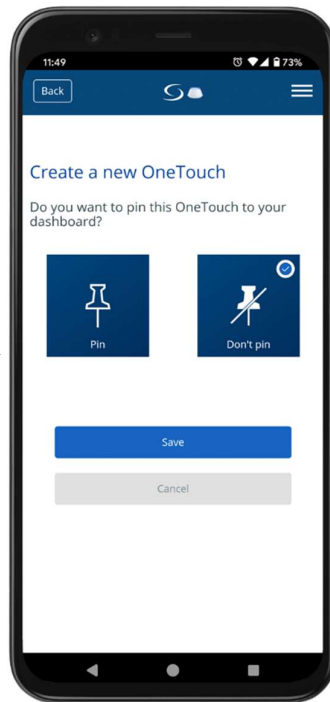 11:49
73%
Back
Create a new OneTouch
Do you want to pin this OneTouch to your
dashboard?
Pin
Don't pin
Save
Cancel